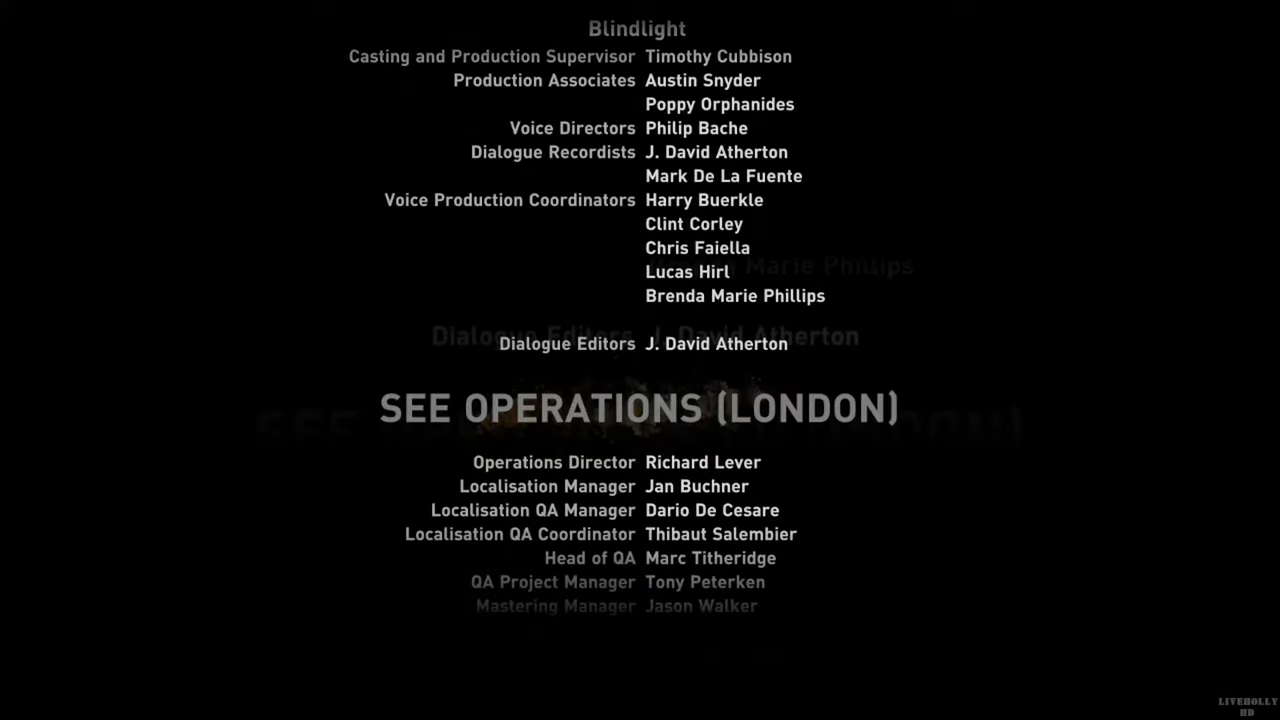 Blindlight
Casting and Production Supervisor Timothy Cubbison
Production Associates Austin Snyder
Poppy Orphanides
Voice Directors Philip Bache
Dialogue Recordists J. David Atherton
Mark De La Fuente
Voice Production Coordinators Harry Buerkle
Clint Corley
Chris Faiella
Lucas Hirl
Brenda Marie Phillips
Dialogue Editors J. David Atherton
SEE OPERATIONS (LONDON)
Operations Director Richard Lever
Localisation Manager Jan Buchner
Localisation QA Manager Dario De Cesare
Localisation QA Coordinator Thibaut Salembier
Head of QA Marc Titheridge
QA Project Manager Tony Peterken
Mastering Manager Jason Walker
LIVEHOLLY
HD